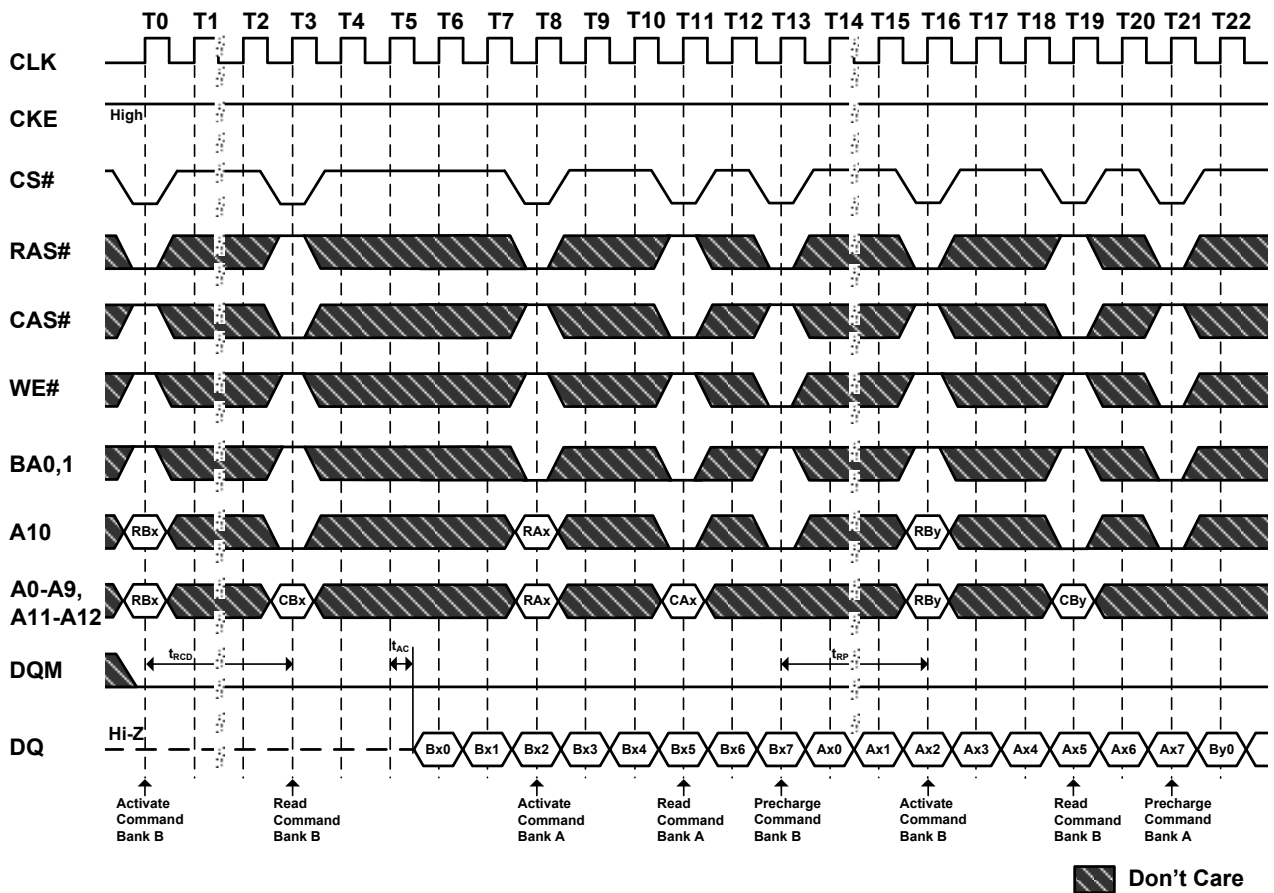 T0 T1 T2 T3 T4 T5 T6 T7 T8 T9 T10 T11 T12 T13 T14 T15 T16 T17 T18 T19 T20 T21 T22
CLK
CKE
High
CS#
RAS#
CAS#
WE#
BA0,1
A10
RBx RAx RBy
A0-A9,
A11-A12
RBx CBx RAx CAx RBy CBy
DQM
tRCD tAC tRP
DQ
Hi-Z
Bx0 Bx1 Bx2 Bx3 Bx4 Bx5 Bx6 Bx7 Ax0 Ax1 Ax2 Ax3 Ax4 Ax5 Ax6 Ax7 By0
Activate
Command
Bank B
Read
Command
Bank B
Activate
Command
Bank A
Read
Command
Bank A
Precharge
Command
Bank B
Activate
Command
Bank B
Read
Command
Bank B
Precharge
Command
Bank A
Don't Care